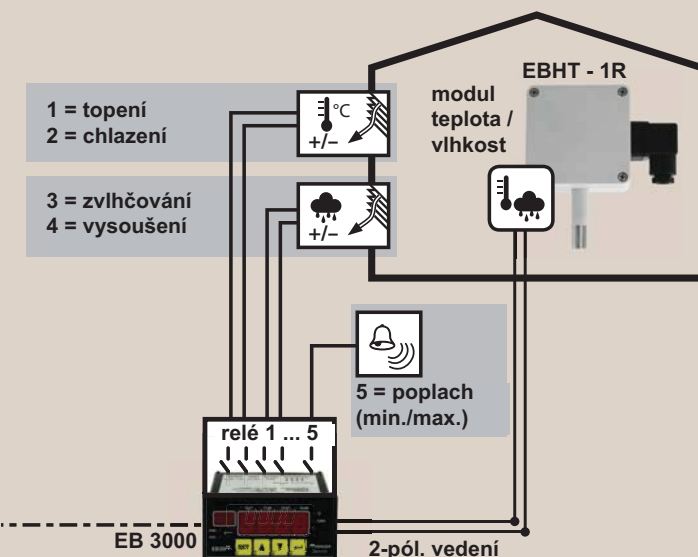 EBHT - 1R
modul
teplota /
vlhkost
1 = topení
2 = chlazení
°C
+/–
3 = zvlhčování
4 = vysoušení
+/–
5 = poplach
(min./max.)
relé 1 ... 5
EB 3000
2-pól. vedení